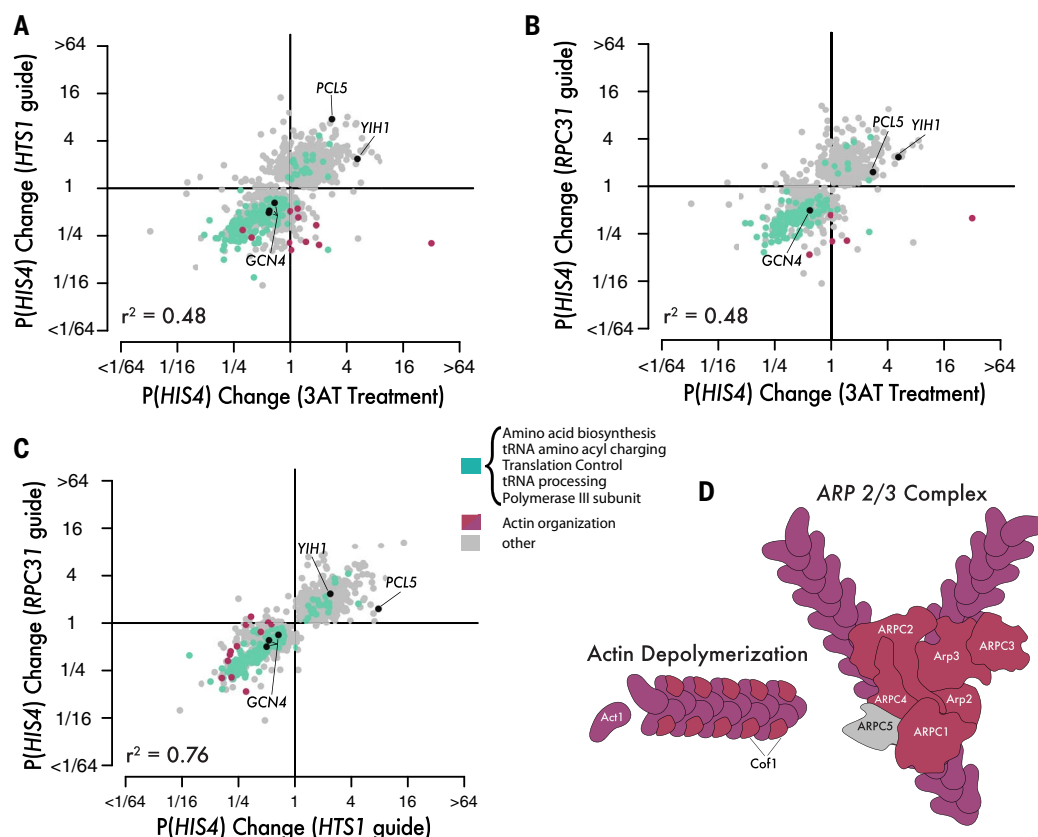 A
P(HIS4) Change (HTS1 guide)
>64
16
4
1
1/4
1/16
<1/64
PCL5
YIH1
GCN4
r² = 0.48
<1/64
1/16
1/4
1
4
16
>64
P(HIS4) Change (3AT Treatment)
B
P(HIS4) Change (RPC31 guide)
>64
16
4
1
1/4
1/16
<1/64
PCL5
YIH1
GCN4
r² = 0.48
<1/64
1/16
1/4
1
4
16
>64
P(HIS4) Change (3AT Treatment)
C
P(HIS4) Change (RPC31 guide)
>64
16
4
1
1/4
1/16
<1/64
YIH1
PCL5
GCN4
r² = 0.76
<1/64
1/16
1/4
1
4
16
>64
P(HIS4) Change (HTS1 guide)
Amino acid biosynthesis
tRNA amino acyl charging
Translation Control
tRNA processing
Polymerase III subunit
Actin organization
other
D
ARP 2/3 Complex
ARPC2
Arp3
ARPC3
ARPC4
Arp2
ARPC5
ARPC1
Actin Depolymerization
Act1
Cof1